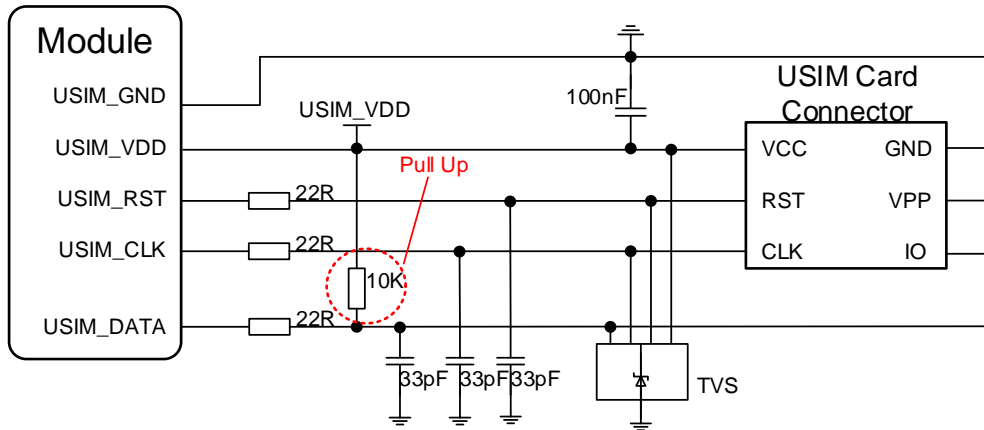 Module
USIM_GND
USIM_VDD
USIM_RST
USIM_CLK
USIM_DATA
22R
22R
22R
USIM_VDD
Pull Up
10K
100nF
33pF
33pF
33pF
TVS
USIM Card
Connector
VCC
GND
RST
VPP
CLK
IO